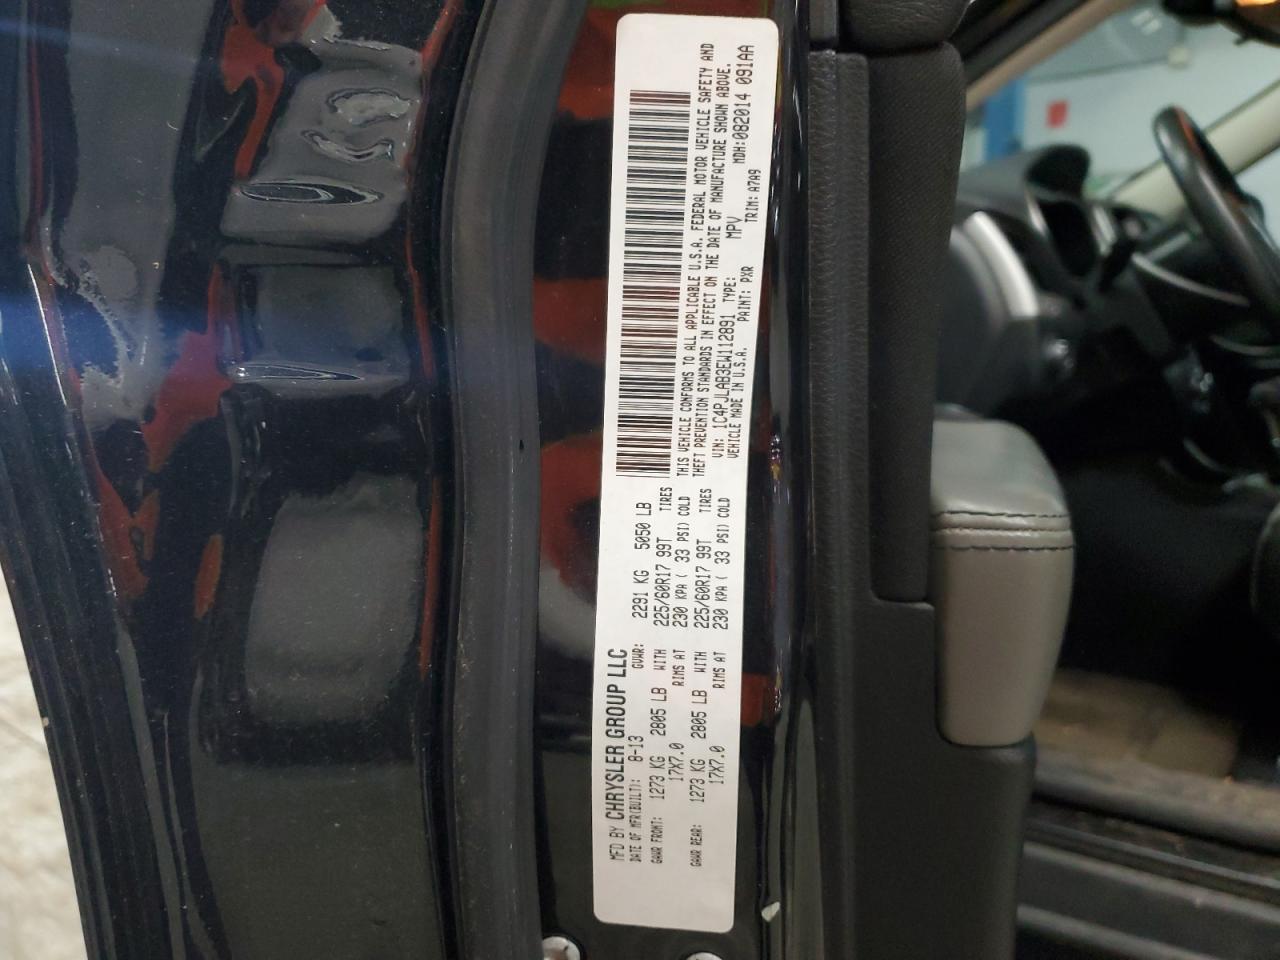 MFD BY CHRYSLER GROUP LLC
DATE OF MFR(BUILT): 8-13 GVWR: 2291 KG 5050 LB
GAWR FRONT: 1273 KG 2805 LB WITH 225/60R17 99T TIRES
17X7.0 RIMS AT 230 KPA ( 33 PSI) COLD
GAWR REAR: 1273 KG 2805 LB WITH 225/60R17 99T TIRES
17X7.0 RIMS AT 230 KPA ( 33 PSI) COLD
THIS VEHICLE CONFORMS TO ALL APPLICABLE U.S.A. FEDERAL MOTOR VEHICLE SAFETY AND
THEFT PREVENTION STANDARDS IN EFFECT ON THE DATE OF MANUFACTURE SHOWN ABOVE.
VIN: 1C4PJLAB3EW112891 TYPE: MPV MDH:082014 091AA
VEHICLE MADE IN U.S.A. PAINT: PXR TRIM: A7A9